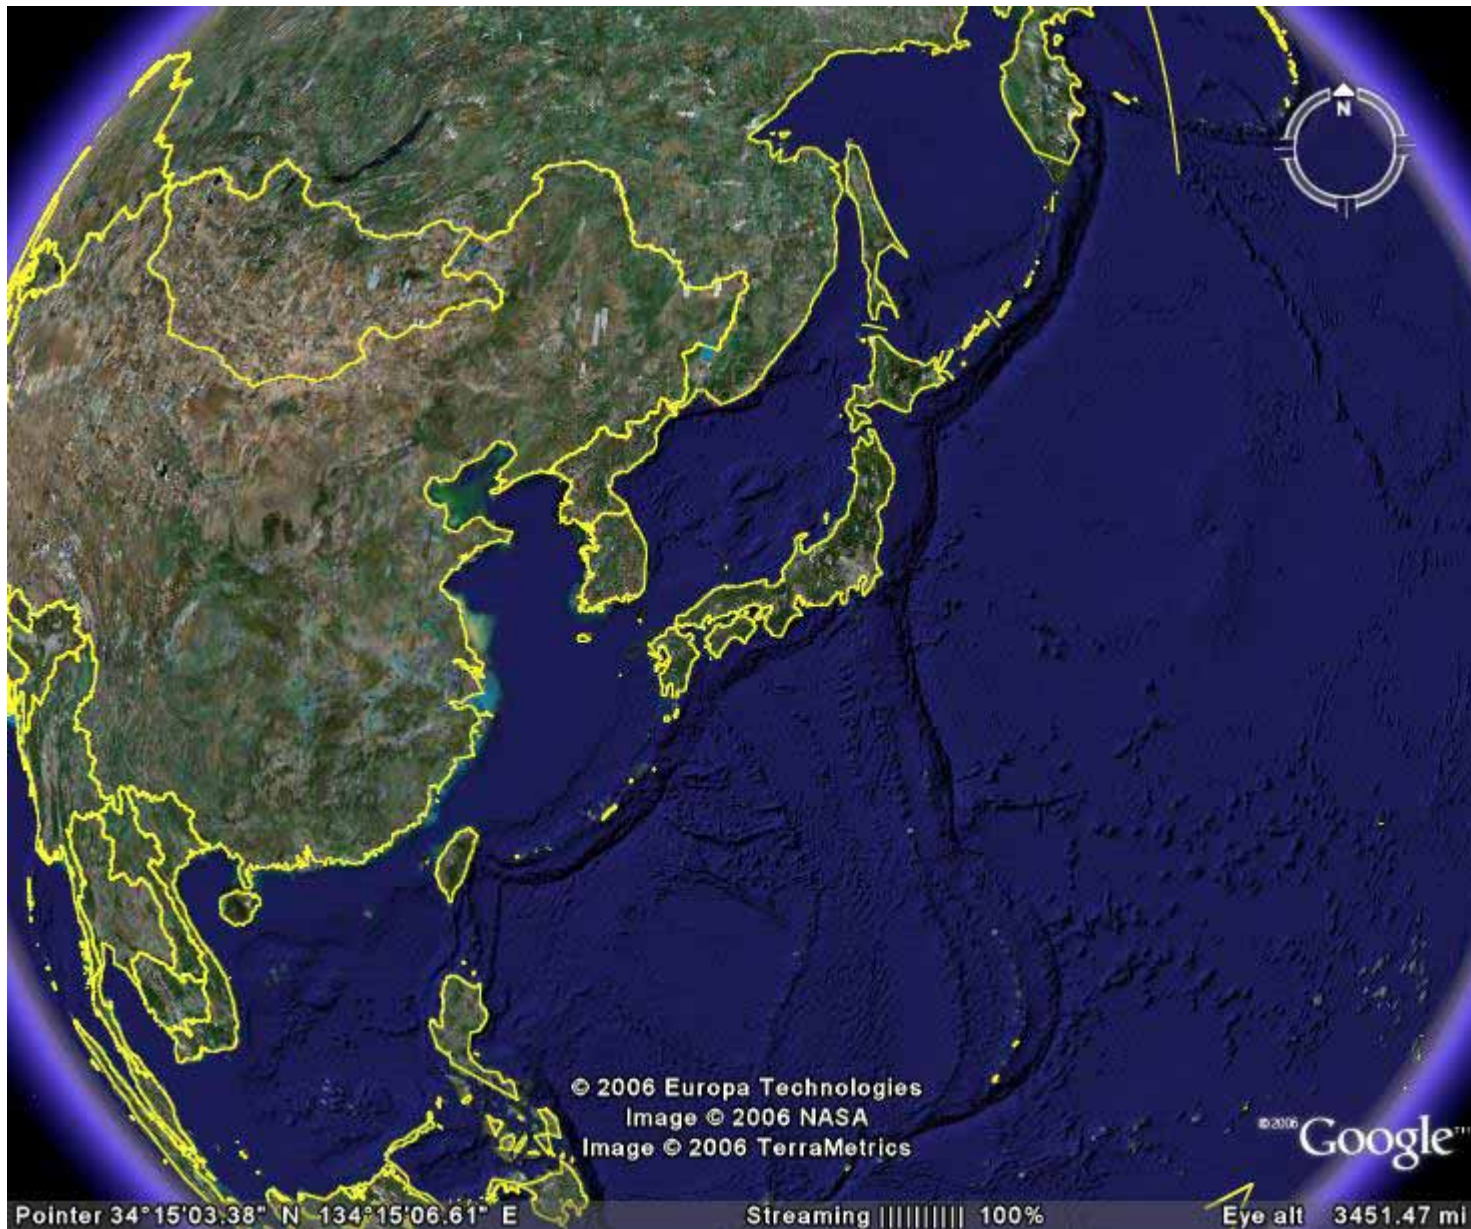 N
© 2006 Europa Technologies
Image © 2006 NASA
Image © 2006 TerraMetrics
©2006 Google™
Pointer 34°15'03.38" N 134°15'06.61" E Streaming |||||||||| 100% Eye alt 3451.47 mi